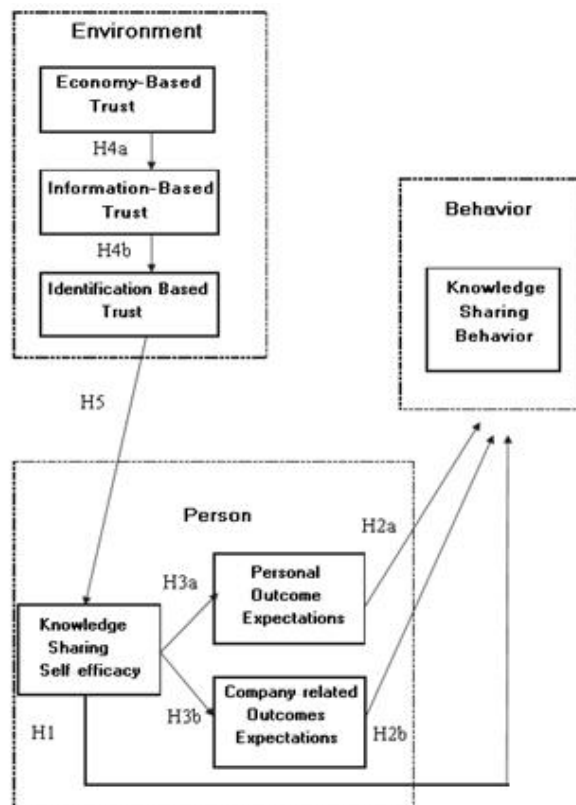 Environment
Economy-Based
Trust
H4a
Information-Based
Trust
H4b
Identification Based
Trust
Behavior
Knowledge
Sharing
Behavior
H5
Person
H2a
H3a
Personal
Outcome
Expectations
Knowledge
Sharing
Self efficacy
H3b
Company related
Outcomes
Expectations
H2b
H1